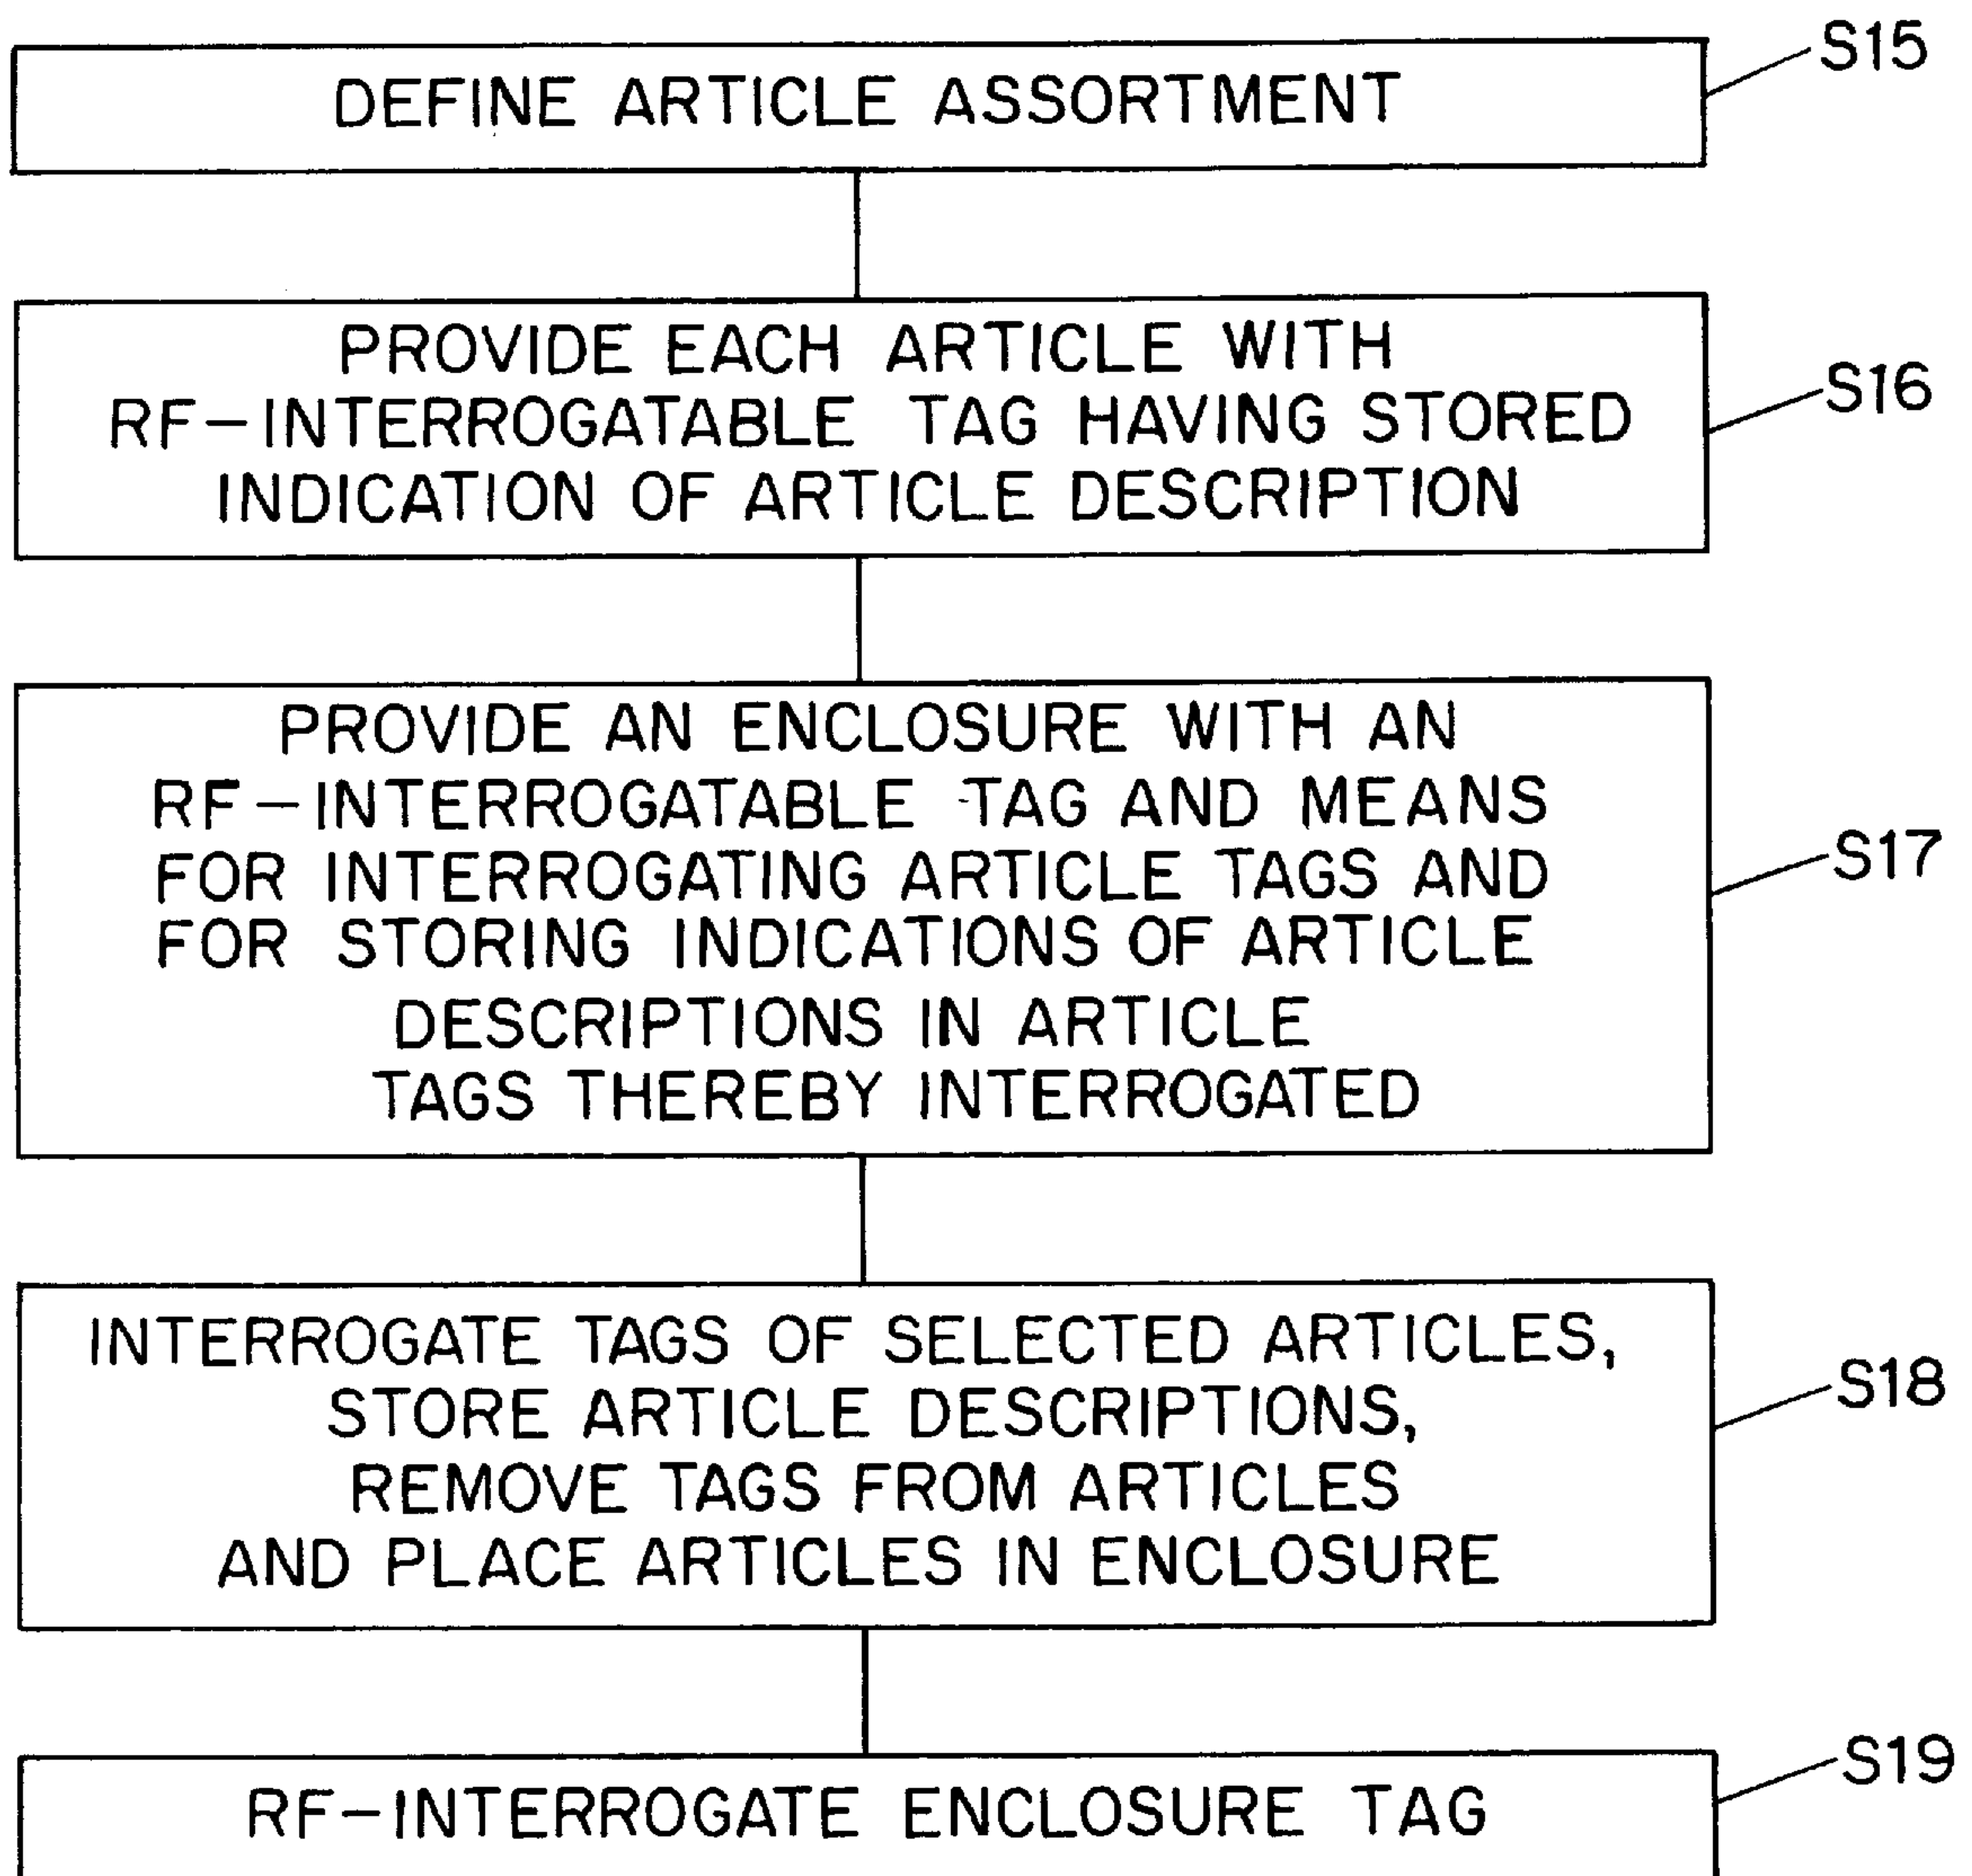 DEFINE ARTICLE ASSORTMENT
S15
PROVIDE EACH ARTICLE WITH
RF-INTERROGATABLE TAG HAVING STORED
INDICATION OF ARTICLE DESCRIPTION
S16
PROVIDE AN ENCLOSURE WITH AN
RF-INTERROGATABLE TAG AND MEANS
FOR INTERROGATING ARTICLE TAGS AND
FOR STORING INDICATIONS OF ARTICLE
DESCRIPTIONS IN ARTICLE
TAGS THEREBY INTERROGATED
S17
INTERROGATE TAGS OF SELECTED ARTICLES,
STORE ARTICLE DESCRIPTIONS,
REMOVE TAGS FROM ARTICLES
AND PLACE ARTICLES IN ENCLOSURE
S18
RF-INTERROGATE ENCLOSURE TAG
S19